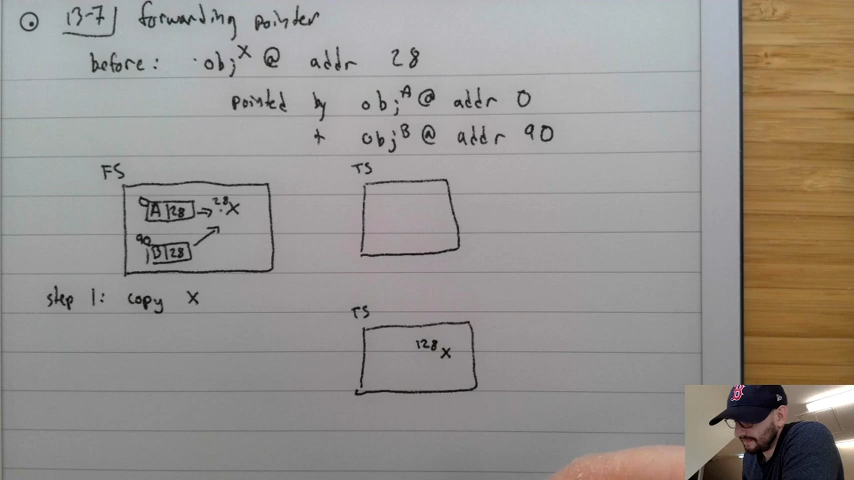 13-7 forwarding pointer
before: obj X @ addr 28
pointed by obj A @ addr 0
+ obj B @ addr 90
FS TS
0 A 28 → 28 X
90 B 28
step 1: copy X
TS
128 X
B